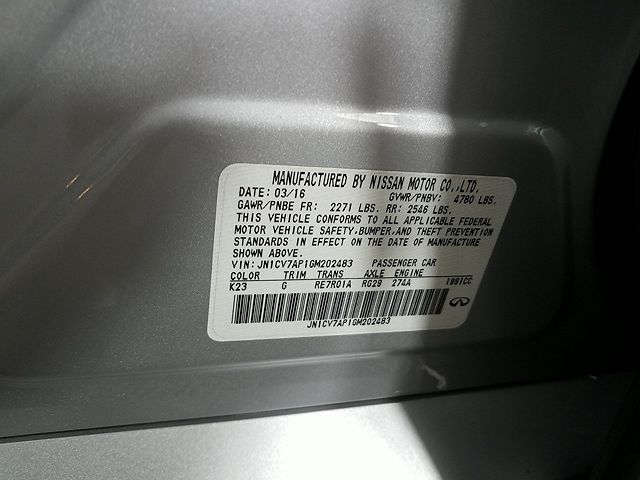 MANUFACTURED BY NISSAN MOTOR CO.,LTD.
DATE: 03/16 GVWR/PNBV: 4780 LBS.
GAWR/PNBE FR: 2271 LBS. RR: 2546 LBS.
THIS VEHICLE CONFORMS TO ALL APPLICABLE FEDERAL
MOTOR VEHICLE SAFETY,BUMPER,AND THEFT PREVENTION
STANDARDS IN EFFECT ON THE DATE OF MANUFACTURE
SHOWN ABOVE.
VIN: JN1CV7AP1GM202483 PASSENGER CAR
COLOR TRIM TRANS AXLE ENGINE
K23 G RE7R01A RG29 274A 1991CC
JN1CV7AP1GM202483